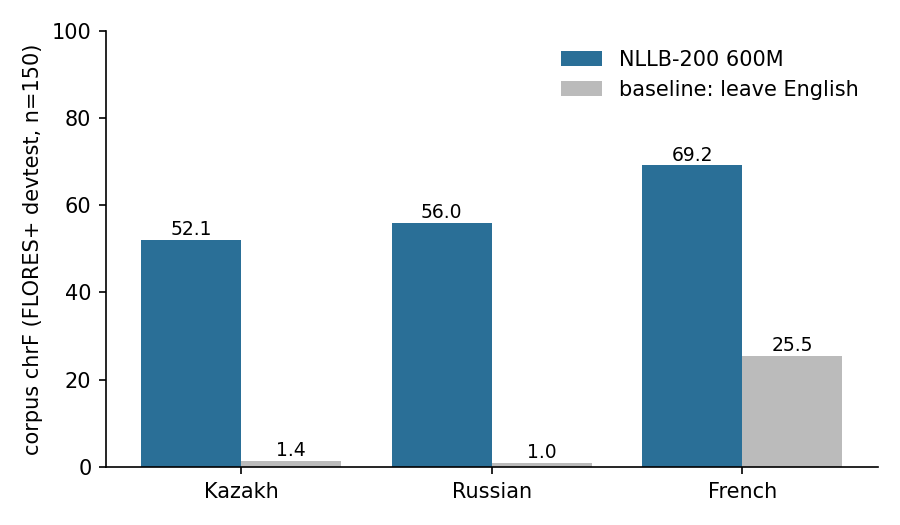 corpus chrF (FLORES+ devtest, n=150)
100
80
60
40
20
0
NLLB-200 600M
baseline: leave English
52.1
1.4
56.0
1.0
69.2
25.5
Kazakh
Russian
French